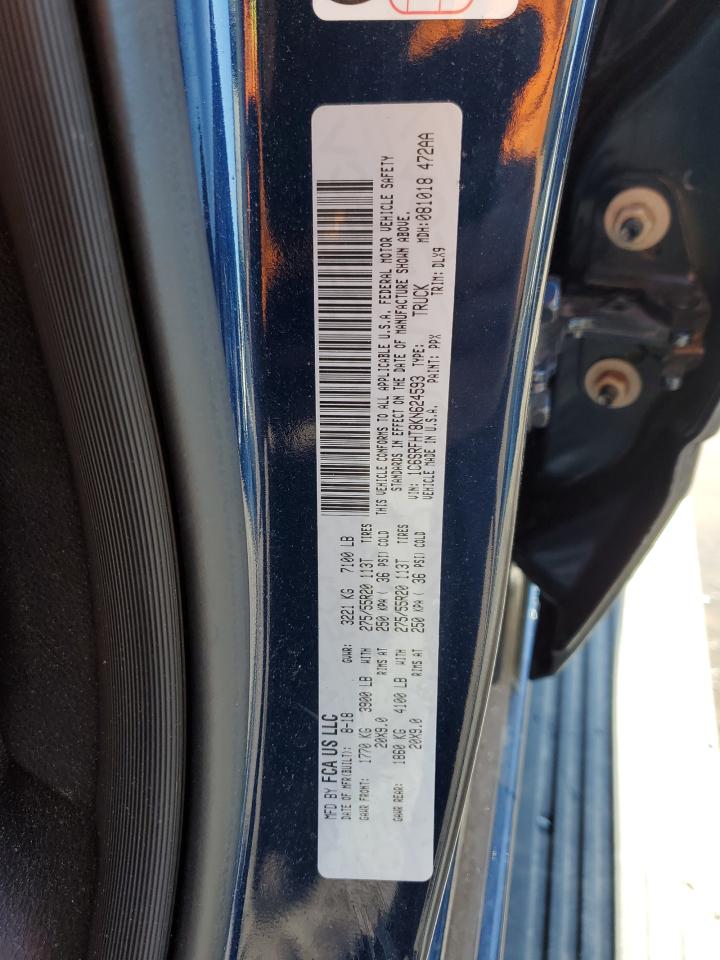 MFD BY FCA US LLC
DATE OF MFR(BUILT): 8-18 GVWR: 3221 KG 7100 LB
GAWR FRONT: 1770 KG 3900 LB WITH 275/55R20 113T TIRES
20X9.0 RIMS AT 250 KPA ( 36 PSI) COLD
GAWR REAR: 1860 KG 4100 LB WITH 275/55R20 113T TIRES
20X9.0 RIMS AT 250 KPA ( 36 PSI) COLD
THIS VEHICLE CONFORMS TO ALL APPLICABLE U.S.A. FEDERAL MOTOR VEHICLE SAFETY
STANDARDS IN EFFECT ON THE DATE OF MANUFACTURE SHOWN ABOVE.
VIN: 1C6SRFHT8KN624593 TYPE: TRUCK MDH:081018 472AA
VEHICLE MADE IN U.S.A. PAINT: PPX TRIM: DLX9